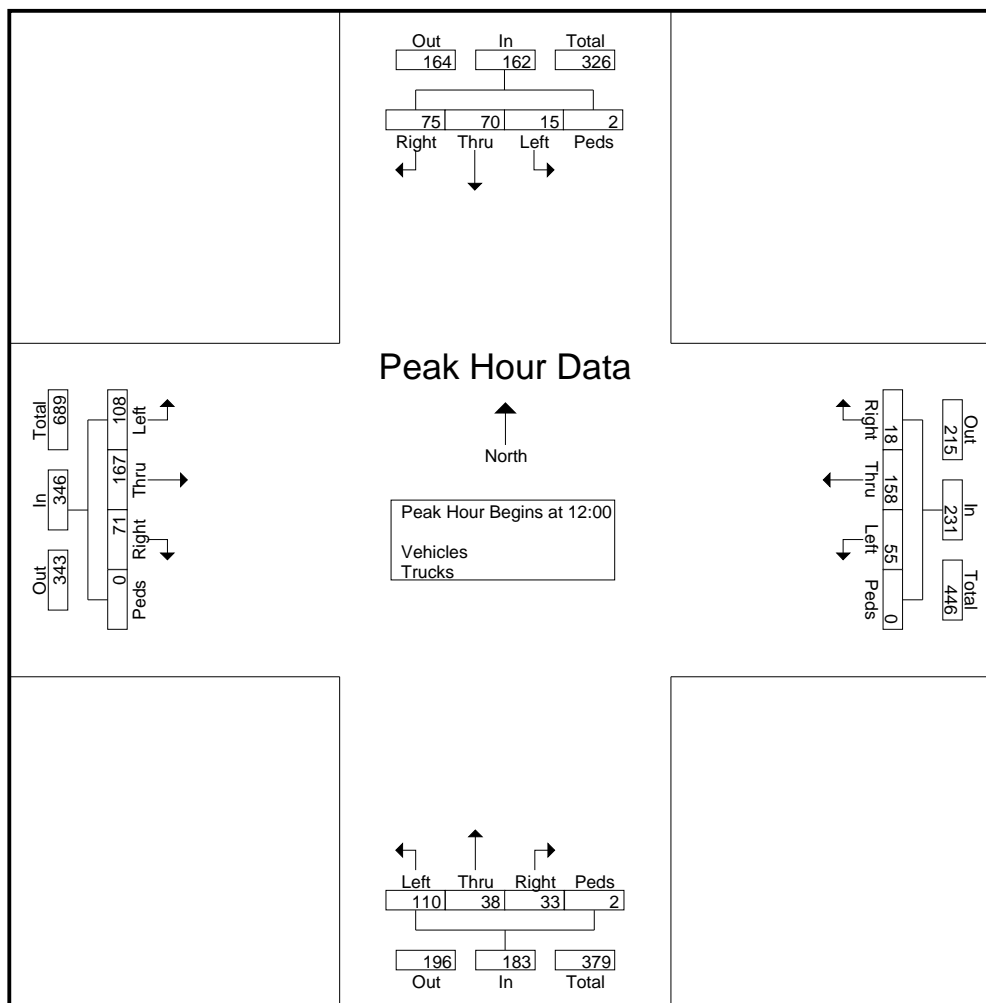 Out In Total
164 162 326
75 70 15 2
Right Thru Left Peds
Peak Hour Data
North
Peak Hour Begins at 12:00
Vehicles
Trucks
Total In Out
689 346 343
108 167 71 0
Left Thru Right Peds
Right Thru Left Peds
18 158 55 0
Out In Total
215 231 446
Left Thru Right Peds
110 38 33 2
196 183 379
Out In Total